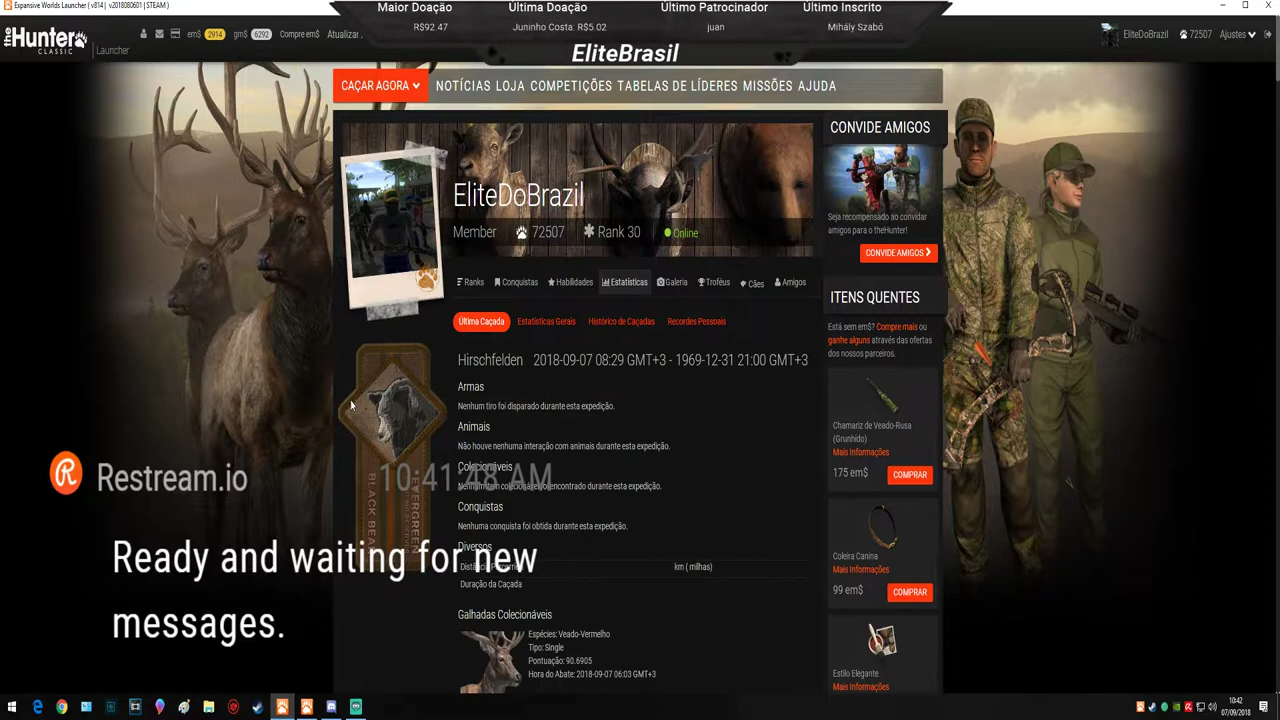 Expansive Worlds Launcher ( v814 | v2018080601 | STEAM )
Maior Doação
R$92.47
Última Doação
Juninho Costa: R$5.02
Último Patrocinador
juan
Último Inscrito
Mihály Szabó
EliteBrasil
theHunter
CLASSIC
Launcher
em$ 2914 gm$ 6292 Compre em$ Atualizar
EliteDoBrazil 72507 Ajustes
CAÇAR AGORA NOTÍCIAS LOJA COMPETIÇÕES TABELAS DE LÍDERES MISSÕES AJUDA
EliteDoBrazil
Member 72507 Rank 30 Online
Ranks Conquistas Habilidades Estatísticas Galeria Troféus Cães Amigos
Última Caçada Estatísticas Gerais Histórico de Caçadas Recordes Pessoais
Hirschfelden 2018-09-07 08:29 GMT+3 - 1969-12-31 21:00 GMT+3
Armas
Nenhum tiro foi disparado durante esta expedição.
Animais
Não houve nenhuma interação com animais durante esta expedição.
Colecionáveis
encontrado durante esta expedição.
Conquistas
Nenhuma conquista foi obtida durante esta expedição.
Diversos
km ( milhas)
Duração da Caçada
Galhadas Colecionáveis
Espécies: Veado-Vermelho
Tipo: Single
Pontuação: 90.6905
Hora do Abate: 2018-09-07 06:03 GMT+3
EVERGREEN
BLACK BEAR
Restream.io 10:41:48 AM
Ready and waiting for new
messages.
CONVIDE AMIGOS
Seja recompensado ao convidar
amigos para o theHunter!
CONVIDE AMIGOS
ITENS QUENTES
Está sem em$? Compre mais ou
ganhe alguns através das ofertas
dos nossos parceiros.
Chamariz de Veado-Rusa
(Grunhido)
Mais Informações
175 em$ COMPRAR
Coleira Canina
Mais Informações
99 em$ COMPRAR
Estilo Elegante
Mais Informações
10:42
07/09/2018